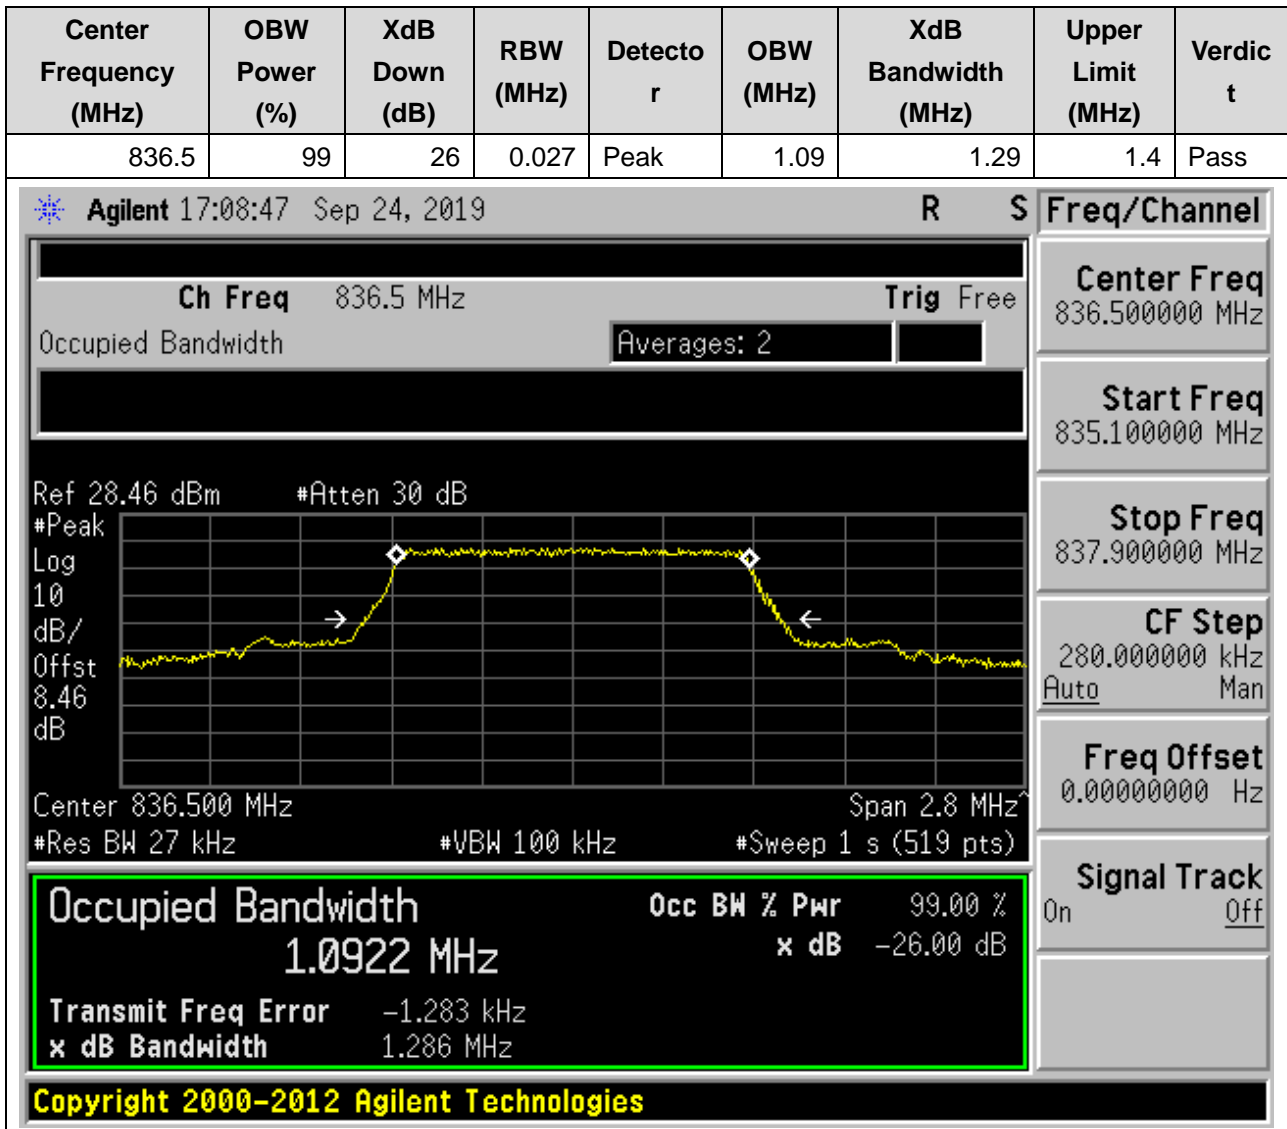 Center Frequency (MHz) OBW Power (%) XdB Down (dB) RBW (MHz) Detecto r OBW (MHz) XdB Bandwidth (MHz) Upper Limit (MHz) Verdic t
836.5 99 26 0.027 Peak 1.09 1.29 1.4 Pass
Agilent 17:08:47 Sep 24, 2019 R S Freq/Channel
Ch Freq 836.5 MHz Trig Free
Occupied Bandwidth Averages: 2
Center Freq
836.500000 MHz
Start Freq
835.100000 MHz
Stop Freq
837.900000 MHz
CF Step
280.000000 kHz
Auto Man
Freq Offset
0.00000000 Hz
Signal Track
On Off
Ref 28.46 dBm #Atten 30 dB
#Peak
Log
10
dB/
Offst
8.46
dB
Center 836.500 MHz Span 2.8 MHz^
#Res BW 27 kHz #VBW 100 kHz #Sweep 1 s (519 pts)
Occupied Bandwidth Occ BW % Pwr 99.00 %
1.0922 MHz x dB -26.00 dB
Transmit Freq Error -1.283 kHz
x dB Bandwidth 1.286 MHz
Copyright 2000-2012 Agilent Technologies